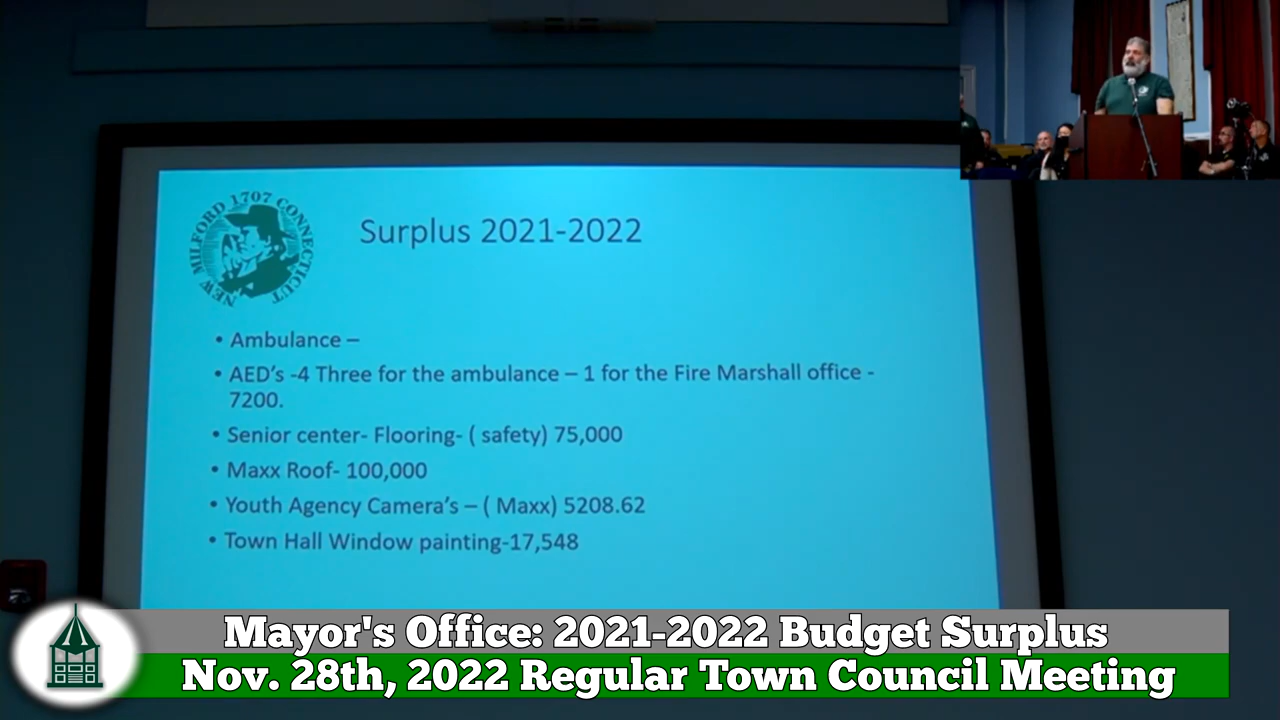 NEW MILFORD 1707 CONNECTICUT
Surplus 2021-2022
• Ambulance –
• AED's -4 Three for the ambulance – 1 for the Fire Marshall office -
7200.
• Senior center- Flooring- ( safety) 75,000
• Maxx Roof- 100,000
• Youth Agency Camera's – ( Maxx) 5208.62
• Town Hall Window painting-17,548
Mayor's Office: 2021-2022 Budget Surplus
Nov. 28th, 2022 Regular Town Council Meeting